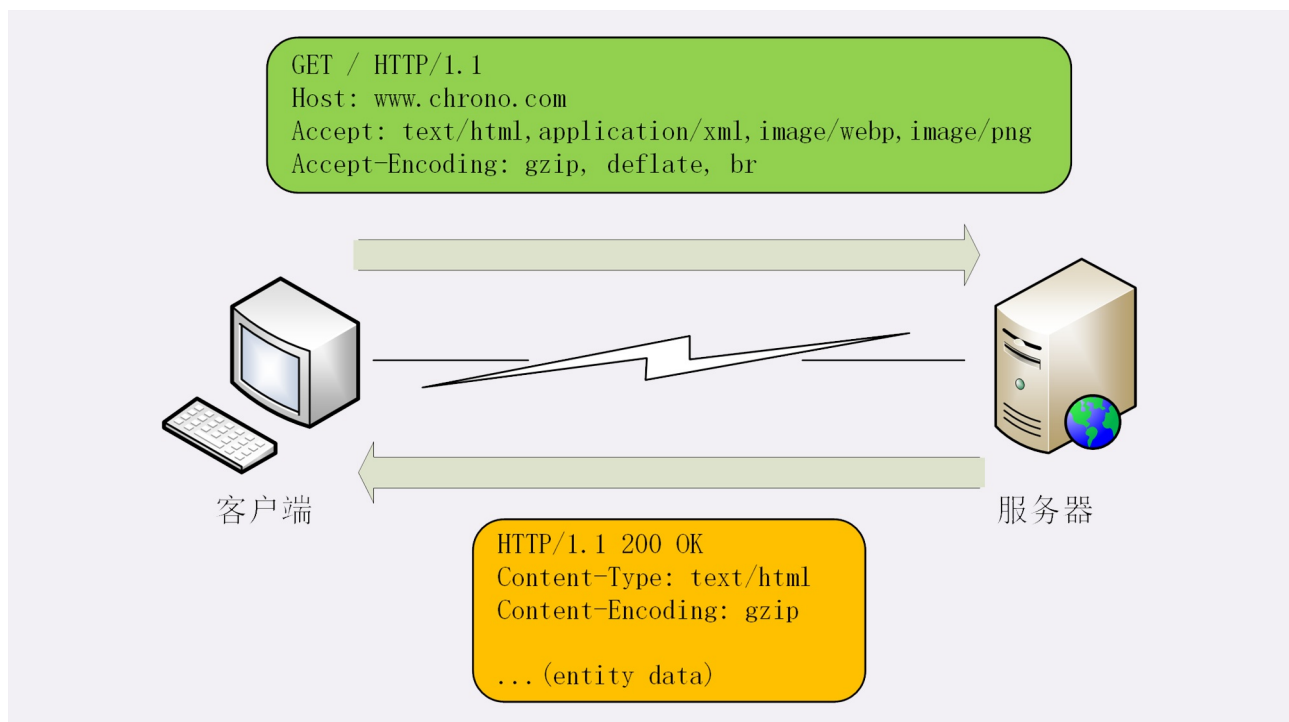 GET / HTTP/1.1
Host: www.chrono.com
Accept: text/html,application/xml,image/webp,image/png
Accept-Encoding: gzip, deflate, br
客户端
服务器
HTTP/1.1 200 OK
Content-Type: text/html
Content-Encoding: gzip
...(entity data)